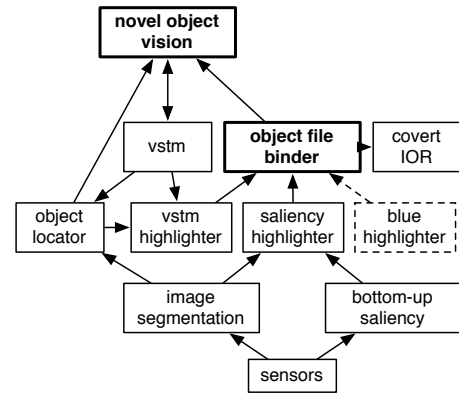 novel object
vision
vstm
object file
binder
covert
IOR
object
locator
vstm
highlighter
saliency
highlighter
blue
highlighter
image
segmentation
bottom-up
saliency
sensors